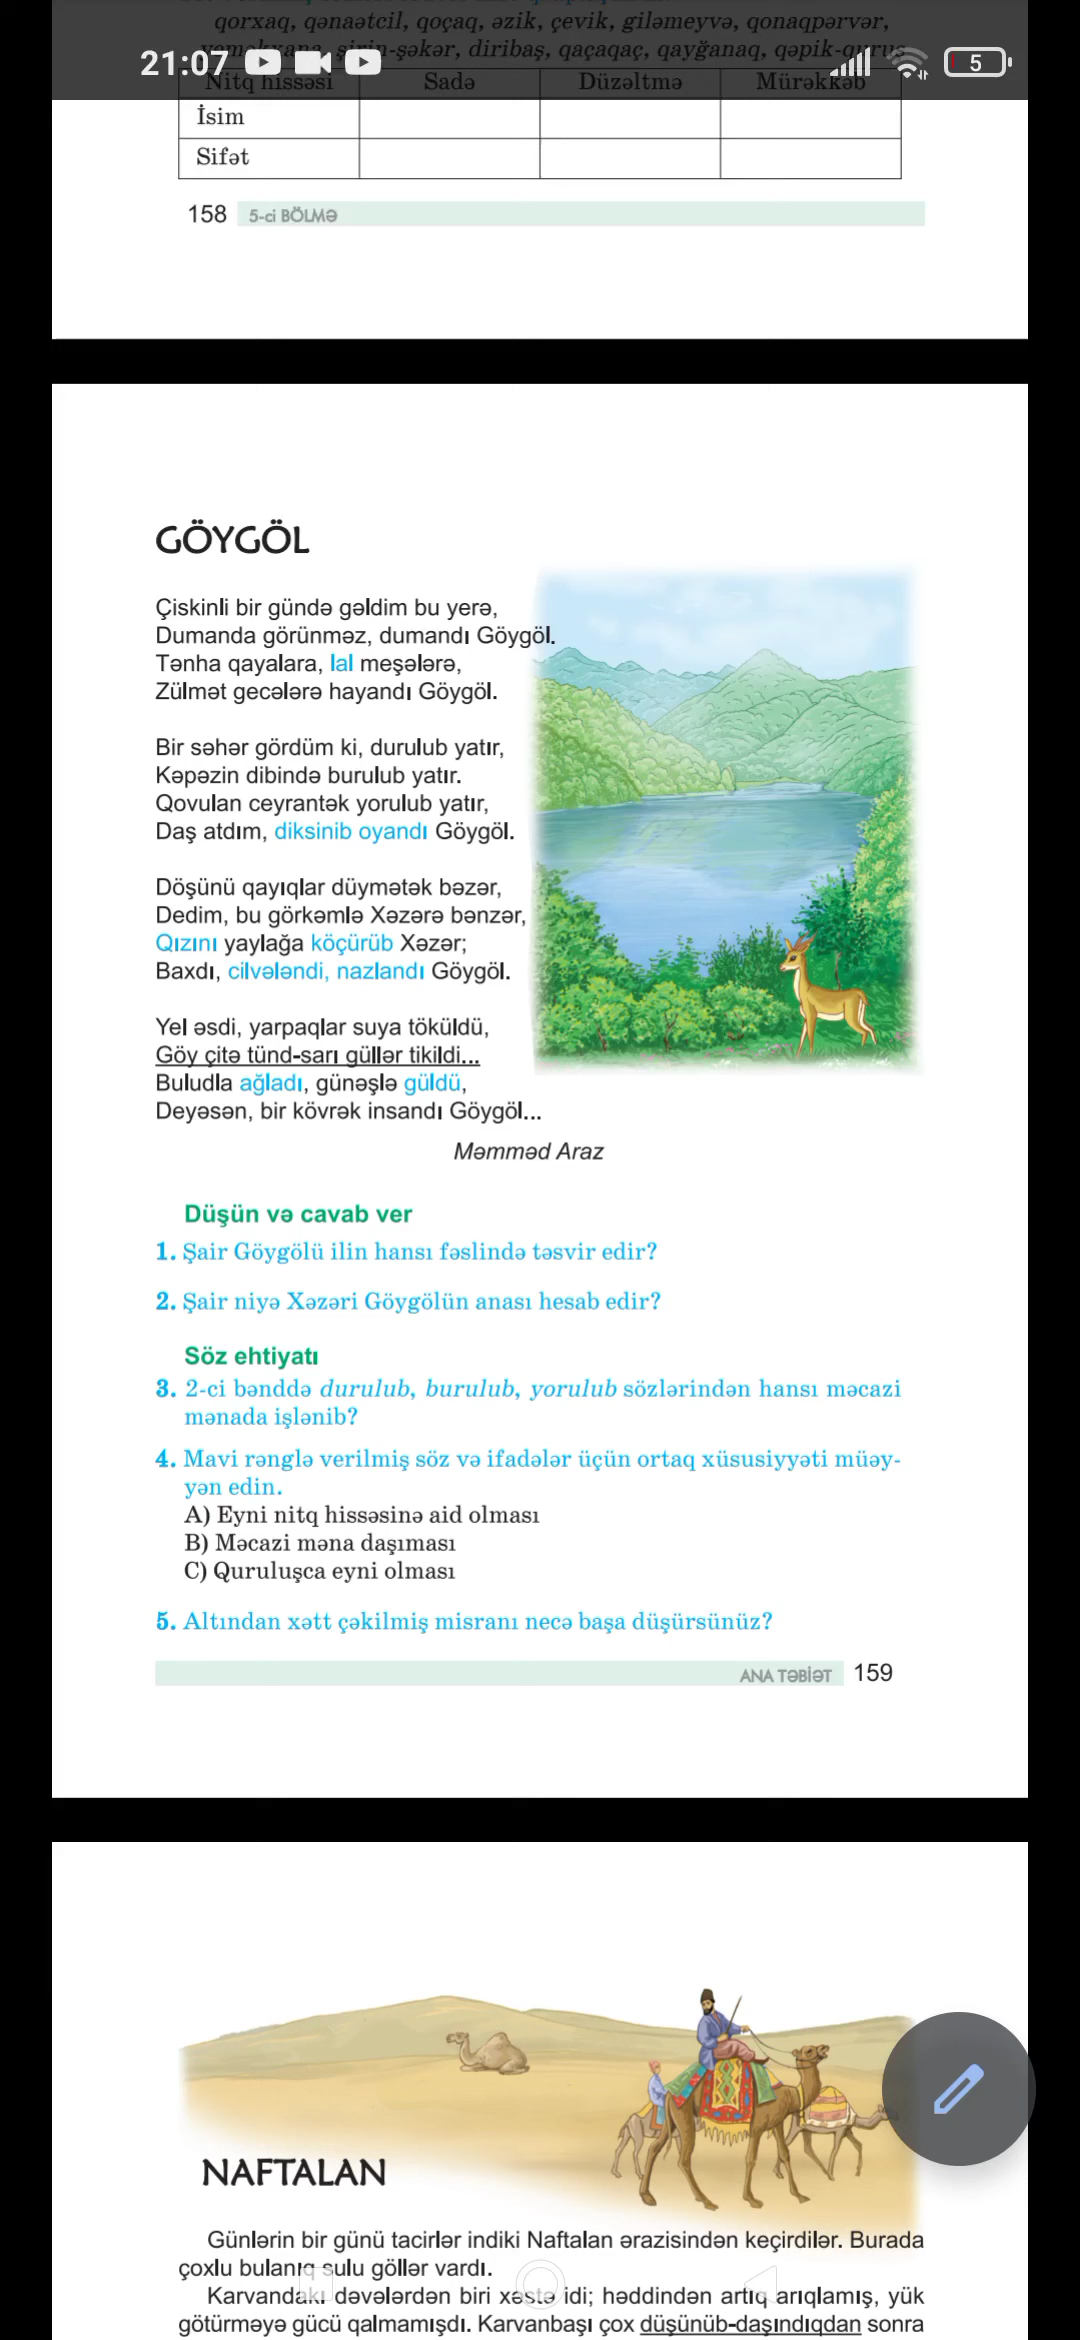 qorxaq, qənaətcil, qoçaq, əzik, çevik, giləmeyvə, qonaqpərvər,
yeməkxana, şirin-şəkər, diribaş, qaçaqaç, qayğanaq, qəpik-quruş
21:07
5
Nitq hissəsi Sadə Düzəltmə Mürəkkəb
İsim
Sifət
158 5-ci BÖLMƏ
GÖYGÖL
Çiskinli bir gündə gəldim bu yerə,
Dumanda görünməz, dumandı Göygöl.
Tənha qayalara, lal meşələrə,
Zülmət gecələrə hayandı Göygöl.
Bir səhər gördüm ki, durulub yatır,
Kəpəzin dibində burulub yatır.
Qovulan ceyrantək yorulub yatır,
Daş atdım, diksinib oyandı Göygöl.
Döşünü qayıqlar düymətək bəzər,
Dedim, bu görkəmlə Xəzərə bənzər,
Qızını yaylağa köçürüb Xəzər;
Baxdı, cilvələndi, nazlandı Göygöl.
Yel əsdi, yarpaqlar suya töküldü,
Göy çitə tünd-sarı güllər tikildi...
Buludla ağladı, günəşlə güldü,
Deyəsən, bir kövrək insandı Göygöl...
Məmməd Araz
Düşün və cavab ver
1. Şair Göygölü ilin hansı fəslində təsvir edir?
2. Şair niyə Xəzəri Göygölün anası hesab edir?
Söz ehtiyatı
3. 2-ci bənddə durulub, burulub, yorulub sözlərindən hansı məcazi
mənada işlənib?
4. Mavi rənglə verilmiş söz və ifadələr üçün ortaq xüsusiyyəti müəy-
yən edin.
A) Eyni nitq hissəsinə aid olması
B) Məcazi məna daşıması
C) Quruluşca eyni olması
5. Altından xətt çəkilmiş misranı necə başa düşürsünüz?
ANA TƏBİƏT 159
NAFTALAN
Günlərin bir günü tacirlər indiki Naftalan ərazisindən keçirdilər. Burada
çoxlu bulanıq sulu göllər vardı.
Karvandakı dəvələrdən biri xəstə idi; həddindən artıq arıqlamış, yük
götürməyə gücü qalmamışdı. Karvanbaşı çox düşünüb-daşındıqdan sonra